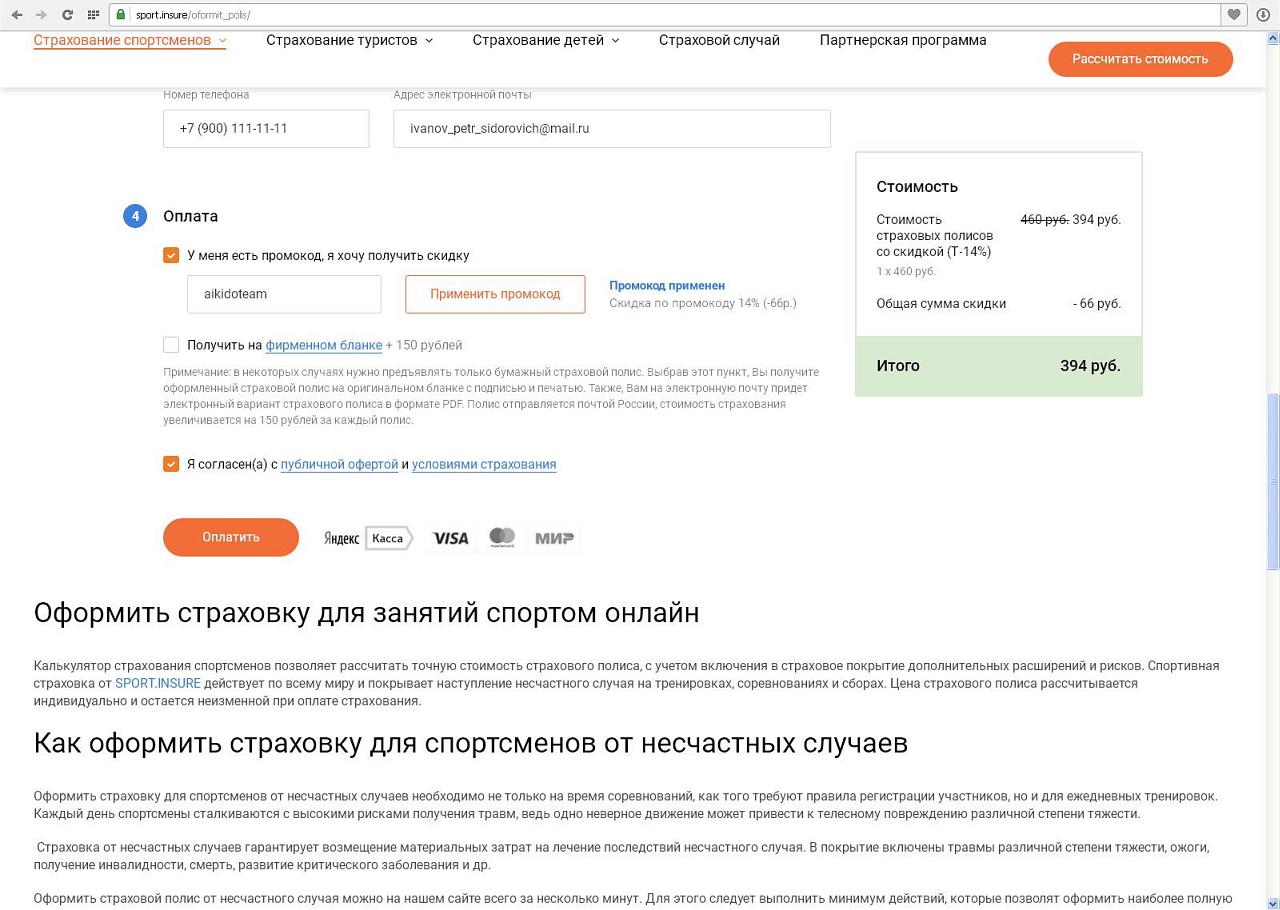 sport.insure/oformit_polis/
Страхование спортсменов
Страхование туристов
Страхование детей
Страховой случай
Партнерская программа
Рассчитать стоимость
Номер телефона
Адрес электронной почты
+7 (900) 111-11-11
ivanov_petr_sidorovich@mail.ru
4 Оплата
У меня есть промокод, я хочу получить скидку
aikidoteam
Применить промокод
Промокод применен
Скидка по промокоду 14% (-66р.)
Получить на фирменном бланке + 150 рублей
Примечание: в некоторых случаях нужно предъявлять только бумажный страховой полис. Выбрав этот пункт, Вы получите
оформленный страховой полис на оригинальном бланке с подписью и печатью. Также, Вам на электронную почту придет
электронный вариант страхового полиса в формате PDF. Полис отправляется почтой России, стоимость страхования
увеличивается на 150 рублей за каждый полис.
Я согласен(а) с публичной офертой и условиями страхования
Оплатить
Яндекс Касса
VISA
mastercard
МИР
Стоимость
Стоимость 460 руб. 394 руб.
страховых полисов
со скидкой (Т-14%)
1 x 460 руб.
Общая сумма скидки - 66 руб.
Итого 394 руб.
Оформить страховку для занятий спортом онлайн
Калькулятор страхования спортсменов позволяет рассчитать точную стоимость страхового полиса, с учетом включения в страховое покрытие дополнительных расширений и рисков. Спортивная
страховка от SPORT.INSURE действует по всему миру и покрывает наступление несчастного случая на тренировках, соревнованиях и сборах. Цена страхового полиса рассчитывается
индивидуально и остается неизменной при оплате страхования.
Как оформить страховку для спортсменов от несчастных случаев
Оформить страховку для спортсменов от несчастных случаев необходимо не только на время соревнований, как того требуют правила регистрации участников, но и для ежедневных тренировок.
Каждый день спортсмены сталкиваются с высокими рисками получения травм, ведь одно неверное движение может привести к телесному повреждению различной степени тяжести.
Страховка от несчастных случаев гарантирует возмещение материальных затрат на лечение последствий несчастного случая. В покрытие включены травмы различной степени тяжести, ожоги,
получение инвалидности, смерть, развитие критического заболевания и др.
Оформить страховой полис от несчастного случая можно на нашем сайте всего за несколько минут. Для этого следует выполнить минимум действий, которые позволят оформить наиболее полную